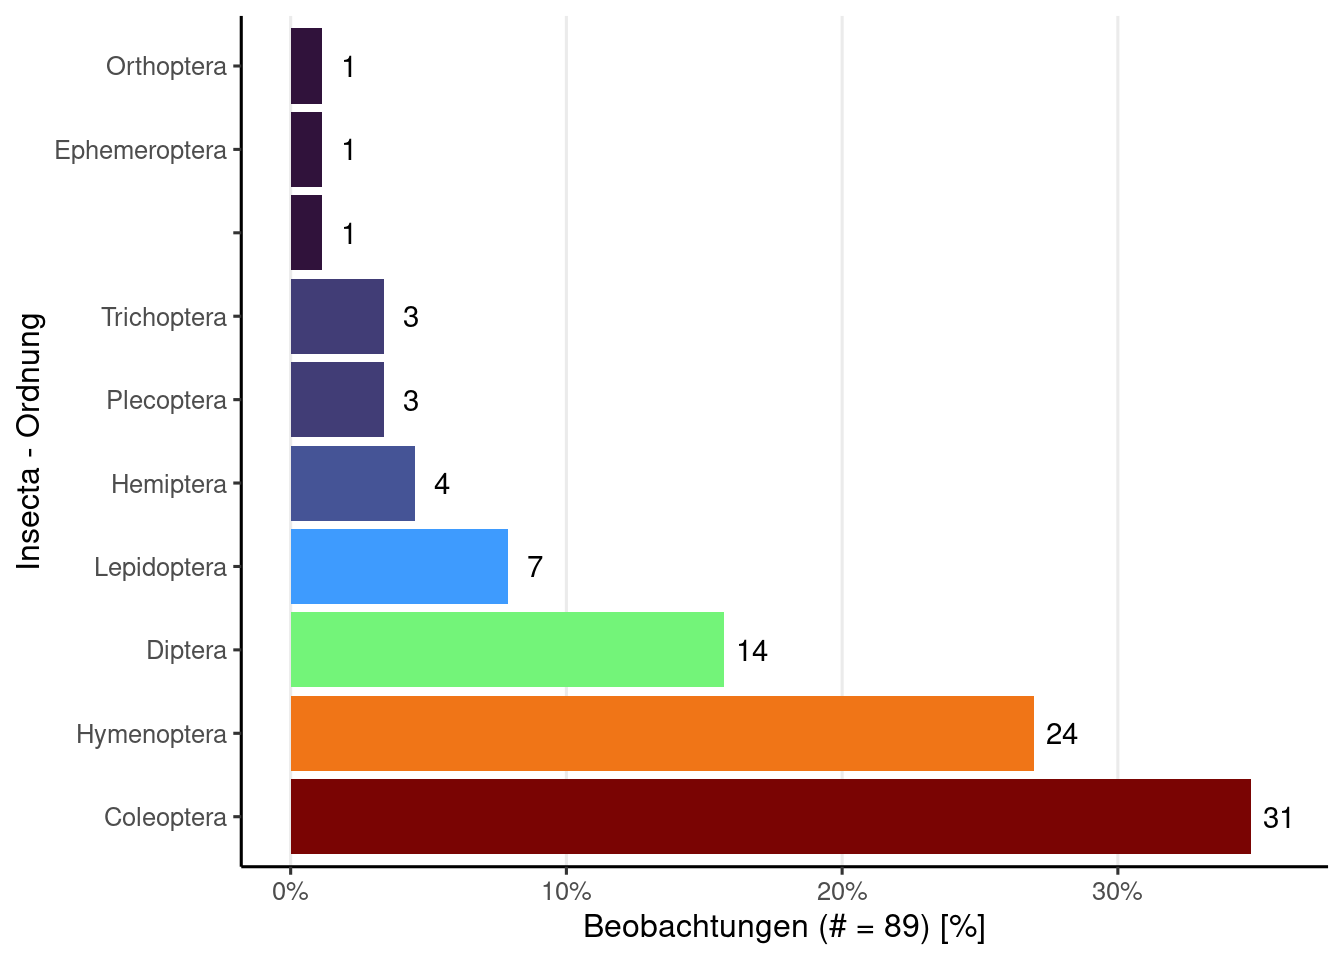 Insecta - Ordnung
Orthoptera 1
Ephemeroptera 1
1
Trichoptera 3
Plecoptera 3
Hemiptera 4
Lepidoptera 7
Diptera 14
Hymenoptera 24
Coleoptera 31
0% 10% 20% 30%
Beobachtungen (# = 89) [%]